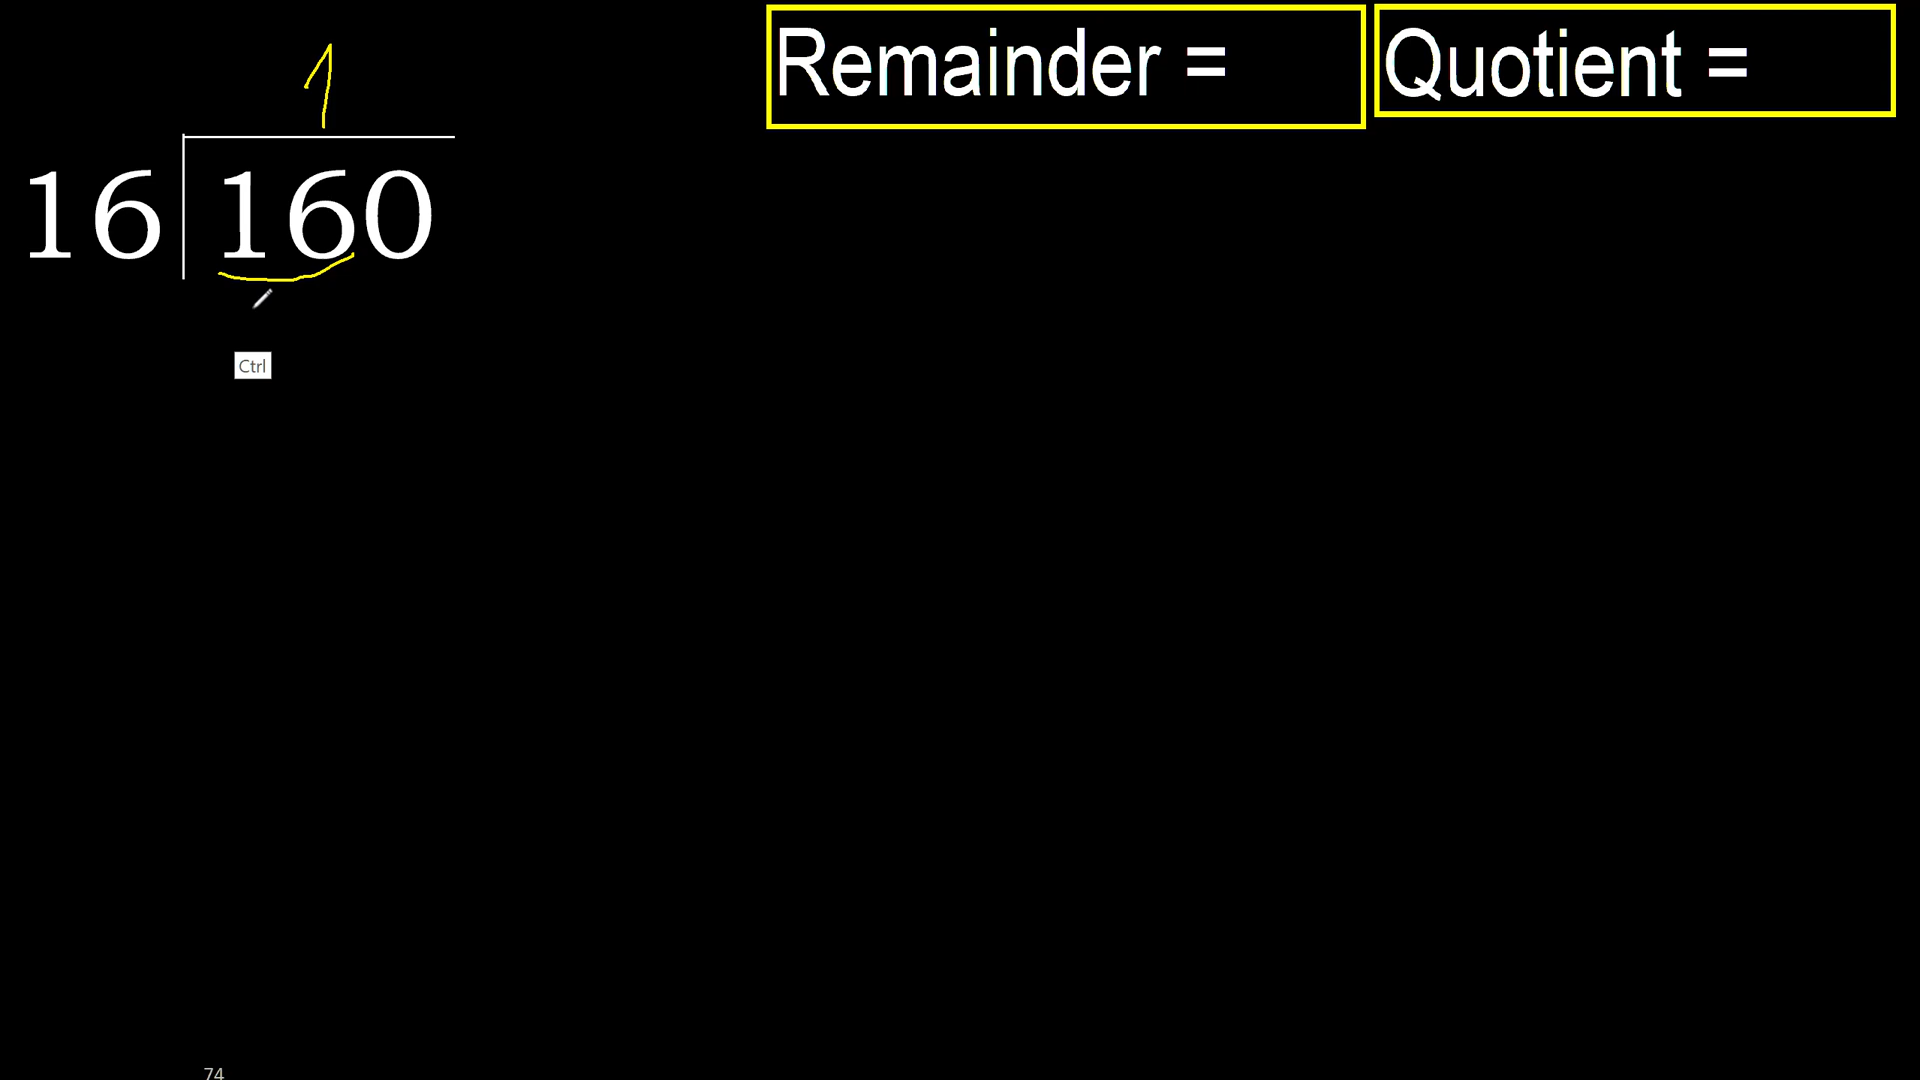 1
16 160
Remainder =
Quotient =
Ctrl
74